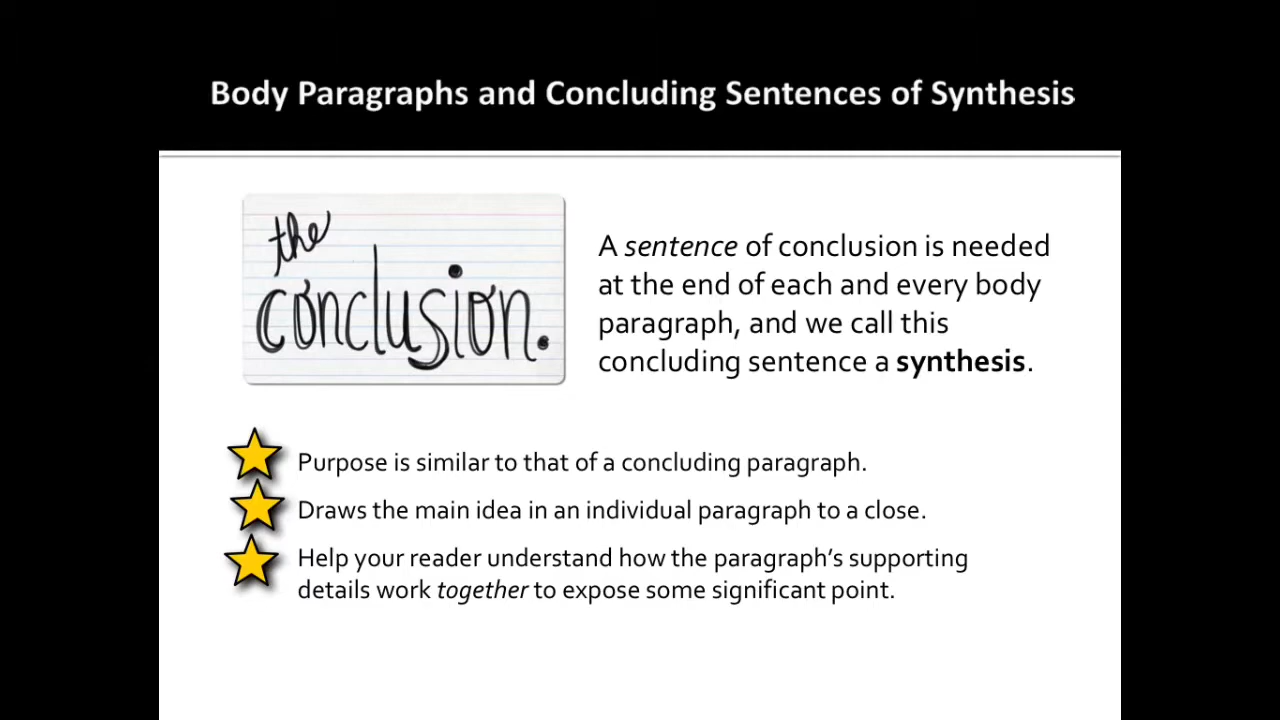 Body Paragraphs and Concluding Sentences of Synthesis
the
conclusion.
A sentence of conclusion is needed
at the end of each and every body
paragraph, and we call this
concluding sentence a synthesis.
Purpose is similar to that of a concluding paragraph.
Draws the main idea in an individual paragraph to a close.
Help your reader understand how the paragraph’s supporting
details work together to expose some significant point.